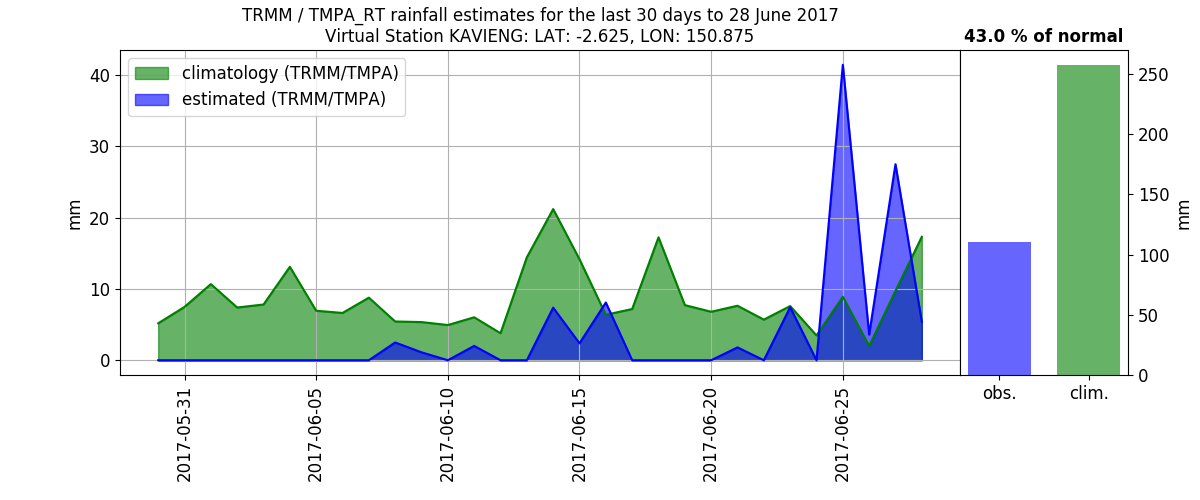 TRMM / TMPA_RT rainfall estimates for the last 30 days to 28 June 2017
Virtual Station KAVIENG: LAT: -2.625, LON: 150.875
43.0 % of normal
climatology (TRMM/TMPA)
estimated (TRMM/TMPA)
40
30
20
10
0
mm
2017-05-31
2017-06-05
2017-06-10
2017-06-15
2017-06-20
2017-06-25
250
200
150
100
50
0
mm
obs.
clim.